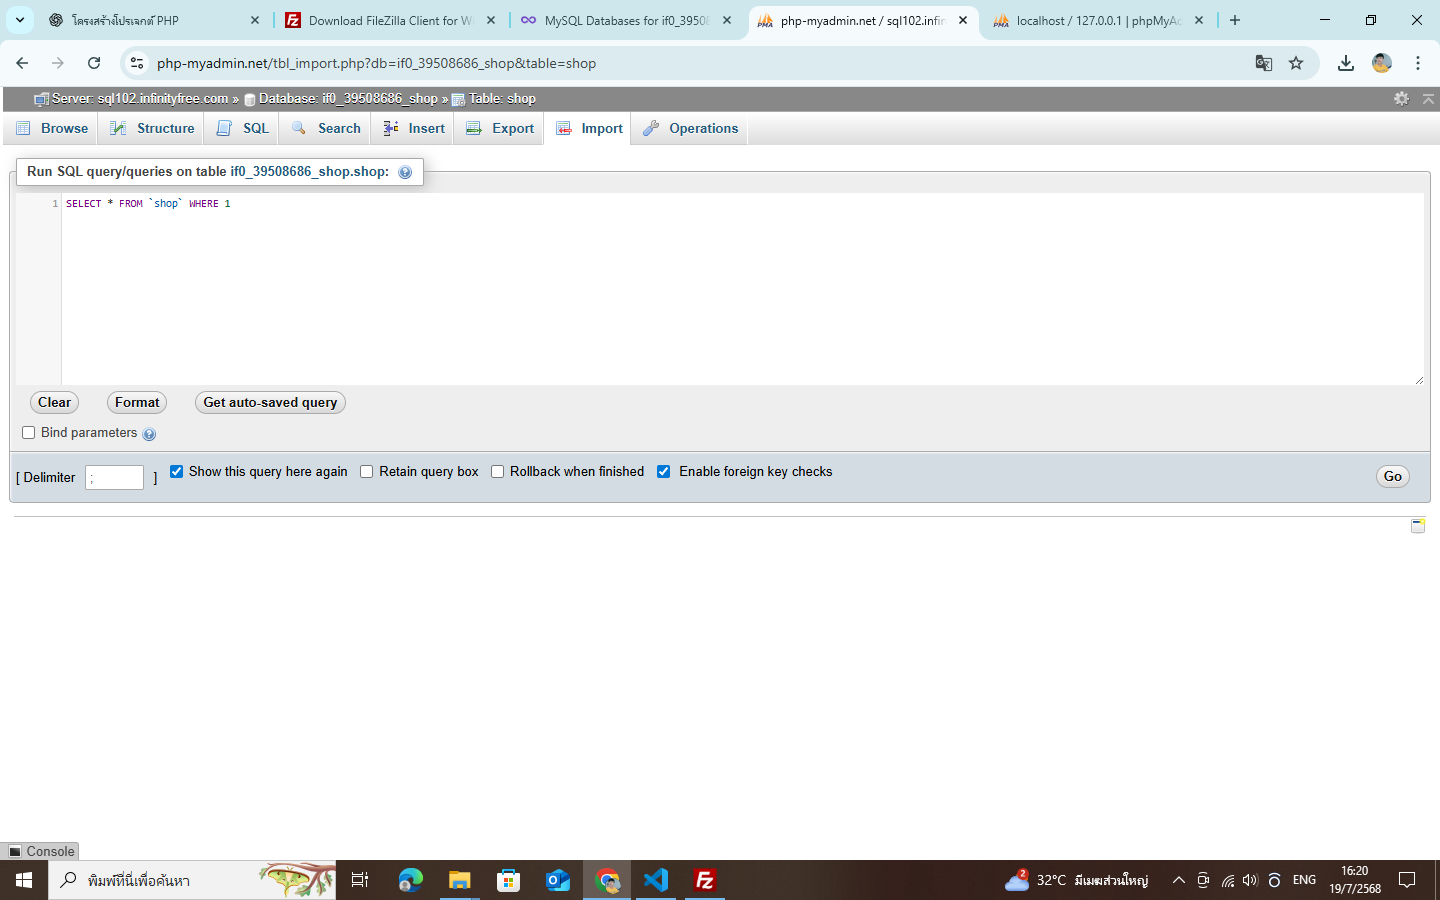 โครงสร้างโปรเจกต์ PHP
Download FileZilla Client for W
MySQL Databases for if0_39508
php-myadmin.net / sql102.infin
localhost / 127.0.0.1 | phpMyAd
php-myadmin.net/tbl_import.php?db=if0_39508686_shop&table=shop
Server: sql102.infinityfree.com » Database: if0_39508686_shop » Table: shop
Browse Structure SQL Search Insert Export Import Operations
Run SQL query/queries on table if0_39508686_shop.shop:
1 SELECT * FROM `shop` WHERE 1
Clear Format Get auto-saved query
Bind parameters
[ Delimiter ; ] Show this query here again Retain query box Rollback when finished Enable foreign key checks Go
Console
พิมพ์ที่นี่เพื่อค้นหา
2
32°C มีเมฆส่วนใหญ่
ENG
16:20
19/7/2568